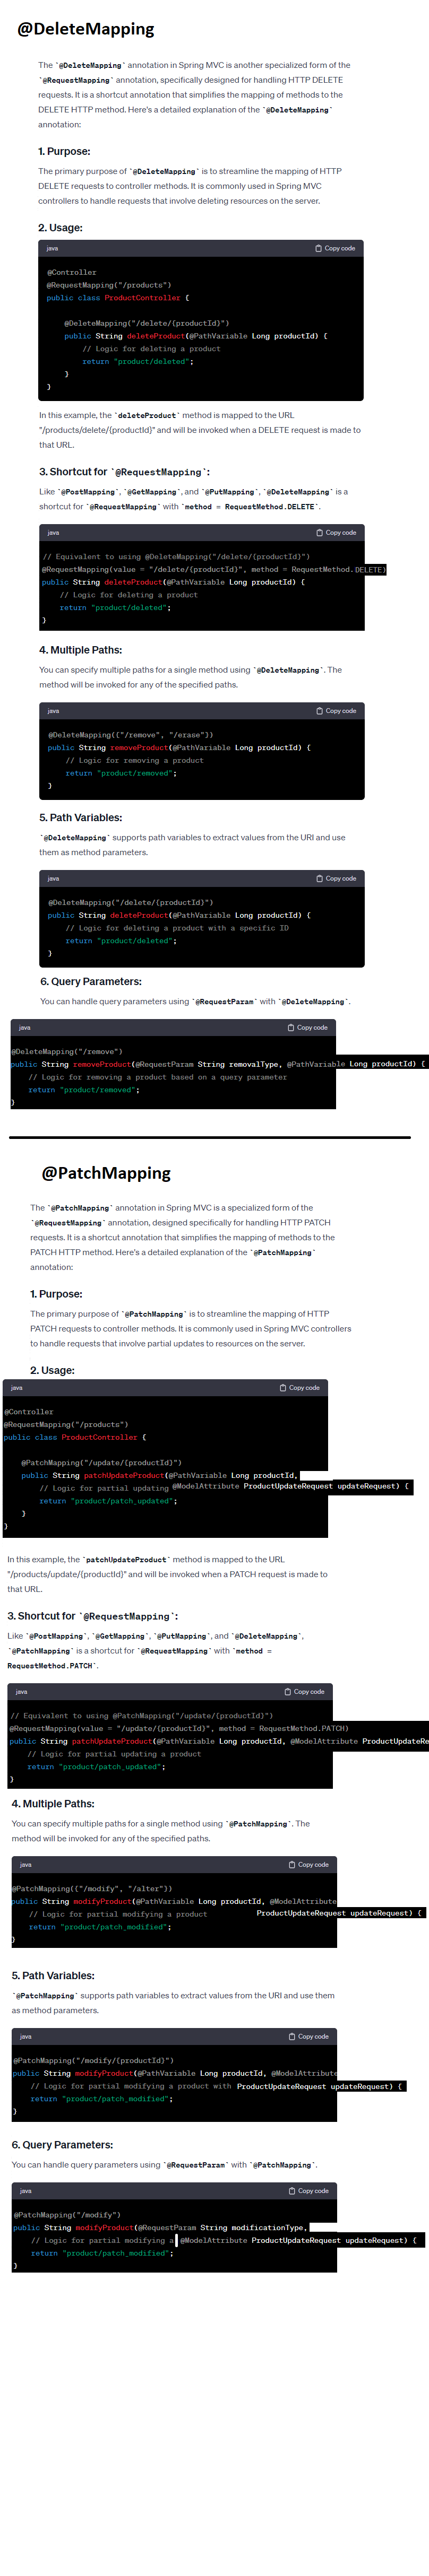 @DeleteMapping
The `@DeleteMapping` annotation in Spring MVC is another specialized form of the
`@RequestMapping` annotation, specifically designed for handling HTTP DELETE
requests. It is a shortcut annotation that simplifies the mapping of methods to the
DELETE HTTP method. Here's a detailed explanation of the `@DeleteMapping`
annotation:
1. Purpose:
The primary purpose of `@DeleteMapping` is to streamline the mapping of HTTP
DELETE requests to controller methods. It is commonly used in Spring MVC
controllers to handle requests that involve deleting resources on the server.
2. Usage:
java Copy code
@Controller
@RequestMapping("/products")
public class ProductController {
@DeleteMapping("/delete/{productId}")
public String deleteProduct(@PathVariable Long productId) {
// Logic for deleting a product
return "product/deleted";
}
}
In this example, the `deleteProduct` method is mapped to the URL
"/products/delete/{productId}" and will be invoked when a DELETE request is made to
that URL.
3. Shortcut for `@RequestMapping`:
Like `@PostMapping`, `@GetMapping`, and `@PutMapping`, `@DeleteMapping` is a
shortcut for `@RequestMapping` with `method = RequestMethod.DELETE`.
java Copy code
// Equivalent to using @DeleteMapping("/delete/{productId}")
@RequestMapping(value = "/delete/{productId}", method = RequestMethod.DELETE)
public String deleteProduct(@PathVariable Long productId) {
// Logic for deleting a product
return "product/deleted";
}
4. Multiple Paths:
You can specify multiple paths for a single method using `@DeleteMapping`. The
method will be invoked for any of the specified paths.
java Copy code
@DeleteMapping({"/remove", "/erase"})
public String removeProduct(@PathVariable Long productId) {
// Logic for removing a product
return "product/removed";
}
5. Path Variables:
`@DeleteMapping` supports path variables to extract values from the URI and use
them as method parameters.
java Copy code
@DeleteMapping("/delete/{productId}")
public String deleteProduct(@PathVariable Long productId) {
// Logic for deleting a product with a specific ID
return "product/deleted";
}
6. Query Parameters:
You can handle query parameters using `@RequestParam` with `@DeleteMapping`.
java Copy code
@DeleteMapping("/remove")
public String removeProduct(@RequestParam String removalType, @PathVariable Long productId) {
// Logic for removing a product based on a query parameter
return "product/removed";
}
@PatchMapping
The `@PatchMapping` annotation in Spring MVC is a specialized form of the
`@RequestMapping` annotation, designed specifically for handling HTTP PATCH
requests. It is a shortcut annotation that simplifies the mapping of methods to the
PATCH HTTP method. Here's a detailed explanation of the `@PatchMapping`
annotation:
1. Purpose:
The primary purpose of `@PatchMapping` is to streamline the mapping of HTTP
PATCH requests to controller methods. It is commonly used in Spring MVC controllers
to handle requests that involve partial updates to resources on the server.
2. Usage:
java Copy code
@Controller
@RequestMapping("/products")
public class ProductController {
@PatchMapping("/update/{productId}")
public String patchUpdateProduct(@PathVariable Long productId,
// Logic for partial updating @ModelAttribute ProductUpdateRequest updateRequest) {
return "product/patch_updated";
}
}
In this example, the `patchUpdateProduct` method is mapped to the URL
"/products/update/{productId}" and will be invoked when a PATCH request is made to
that URL.
3. Shortcut for `@RequestMapping`:
Like `@PostMapping`, `@GetMapping`, `@PutMapping`, and `@DeleteMapping`,
`@PatchMapping` is a shortcut for `@RequestMapping` with `method =
RequestMethod.PATCH`.
java Copy code
// Equivalent to using @PatchMapping("/update/{productId}")
@RequestMapping(value = "/update/{productId}", method = RequestMethod.PATCH)
public String patchUpdateProduct(@PathVariable Long productId, @ModelAttribute ProductUpdateRe
// Logic for partial updating a product
return "product/patch_updated";
}
4. Multiple Paths:
You can specify multiple paths for a single method using `@PatchMapping`. The
method will be invoked for any of the specified paths.
java Copy code
@PatchMapping({"/modify", "/alter"})
public String modifyProduct(@PathVariable Long productId, @ModelAttribute
// Logic for partial modifying a product ProductUpdateRequest updateRequest) {
return "product/patch_modified";
}
5. Path Variables:
`@PatchMapping` supports path variables to extract values from the URI and use them
as method parameters.
java Copy code
@PatchMapping("/modify/{productId}")
public String modifyProduct(@PathVariable Long productId, @ModelAttribute
// Logic for partial modifying a product with ProductUpdateRequest updateRequest) {
return "product/patch_modified";
}
6. Query Parameters:
You can handle query parameters using `@RequestParam` with `@PatchMapping`.
java Copy code
@PatchMapping("/modify")
public String modifyProduct(@RequestParam String modificationType,
// Logic for partial modifying a @ModelAttribute ProductUpdateRequest updateRequest) {
return "product/patch_modified";
}